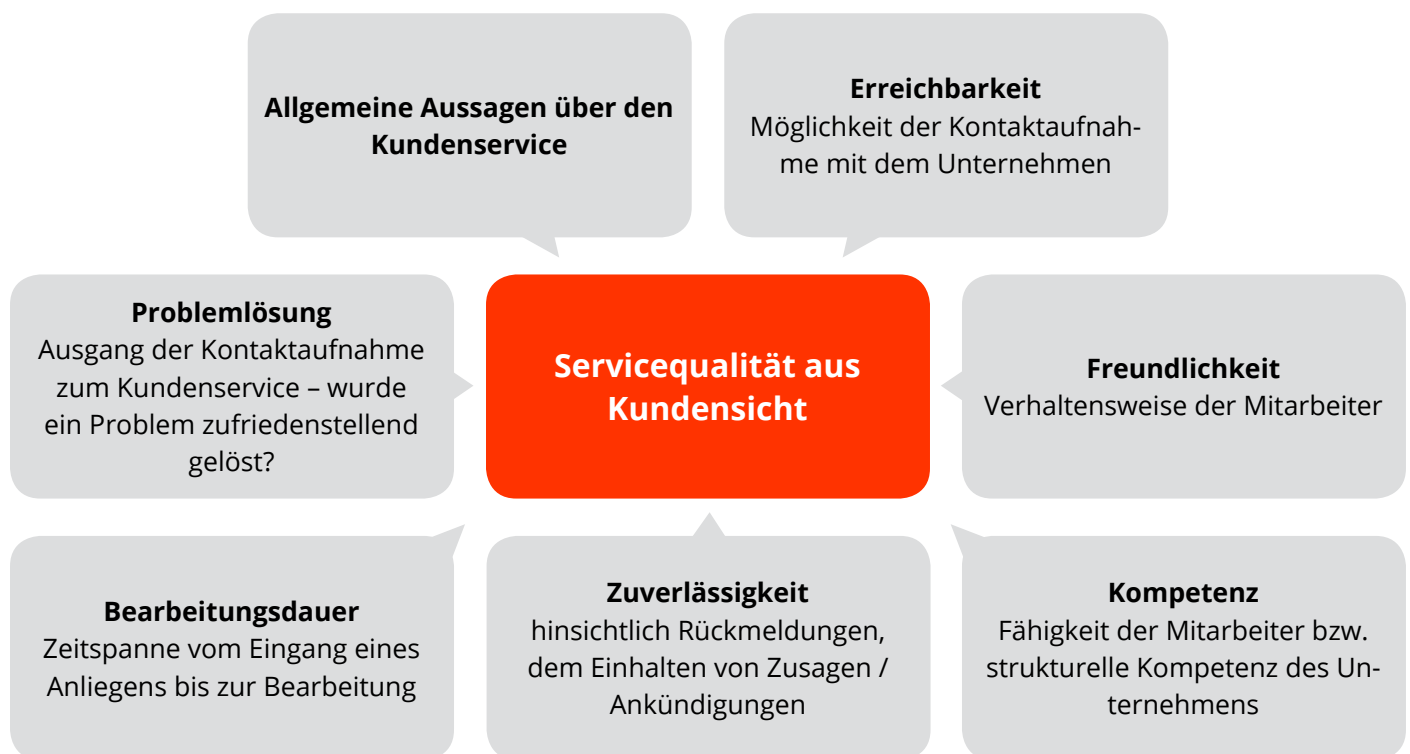 Allgemeine Aussagen über den
Kundenservice
Erreichbarkeit
Möglichkeit der Kontaktaufnah-
me mit dem Unternehmen
Problemlösung
Ausgang der Kontaktaufnahme
zum Kundenservice – wurde
ein Problem zufriedenstellend
gelöst?
Servicequalität aus
Kundensicht
Freundlichkeit
Verhaltensweise der Mitarbeiter
Bearbeitungsdauer
Zeitspanne vom Eingang eines
Anliegens bis zur Bearbeitung
Zuverlässigkeit
hinsichtlich Rückmeldungen,
dem Einhalten von Zusagen /
Ankündigungen
Kompetenz
Fähigkeit der Mitarbeiter bzw.
strukturelle Kompetenz des Un-
ternehmens